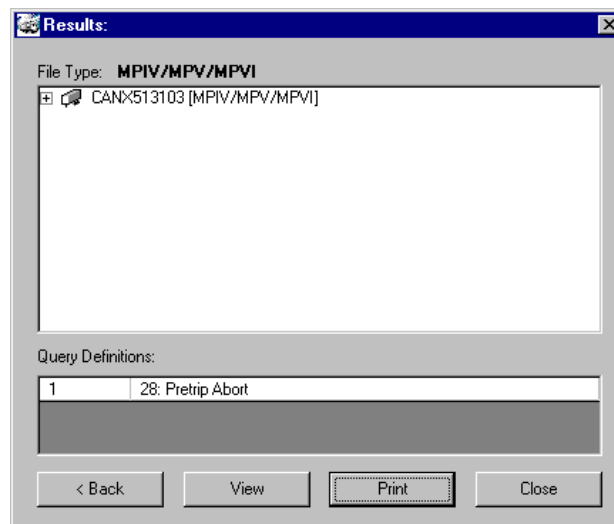 Results:
File Type: MPIV/MPV/MPVI
CANX513103 [MPIV/MPV/MPVI]
Query Definitions:
1 28: Pretrip Abort
< Back View Print Close